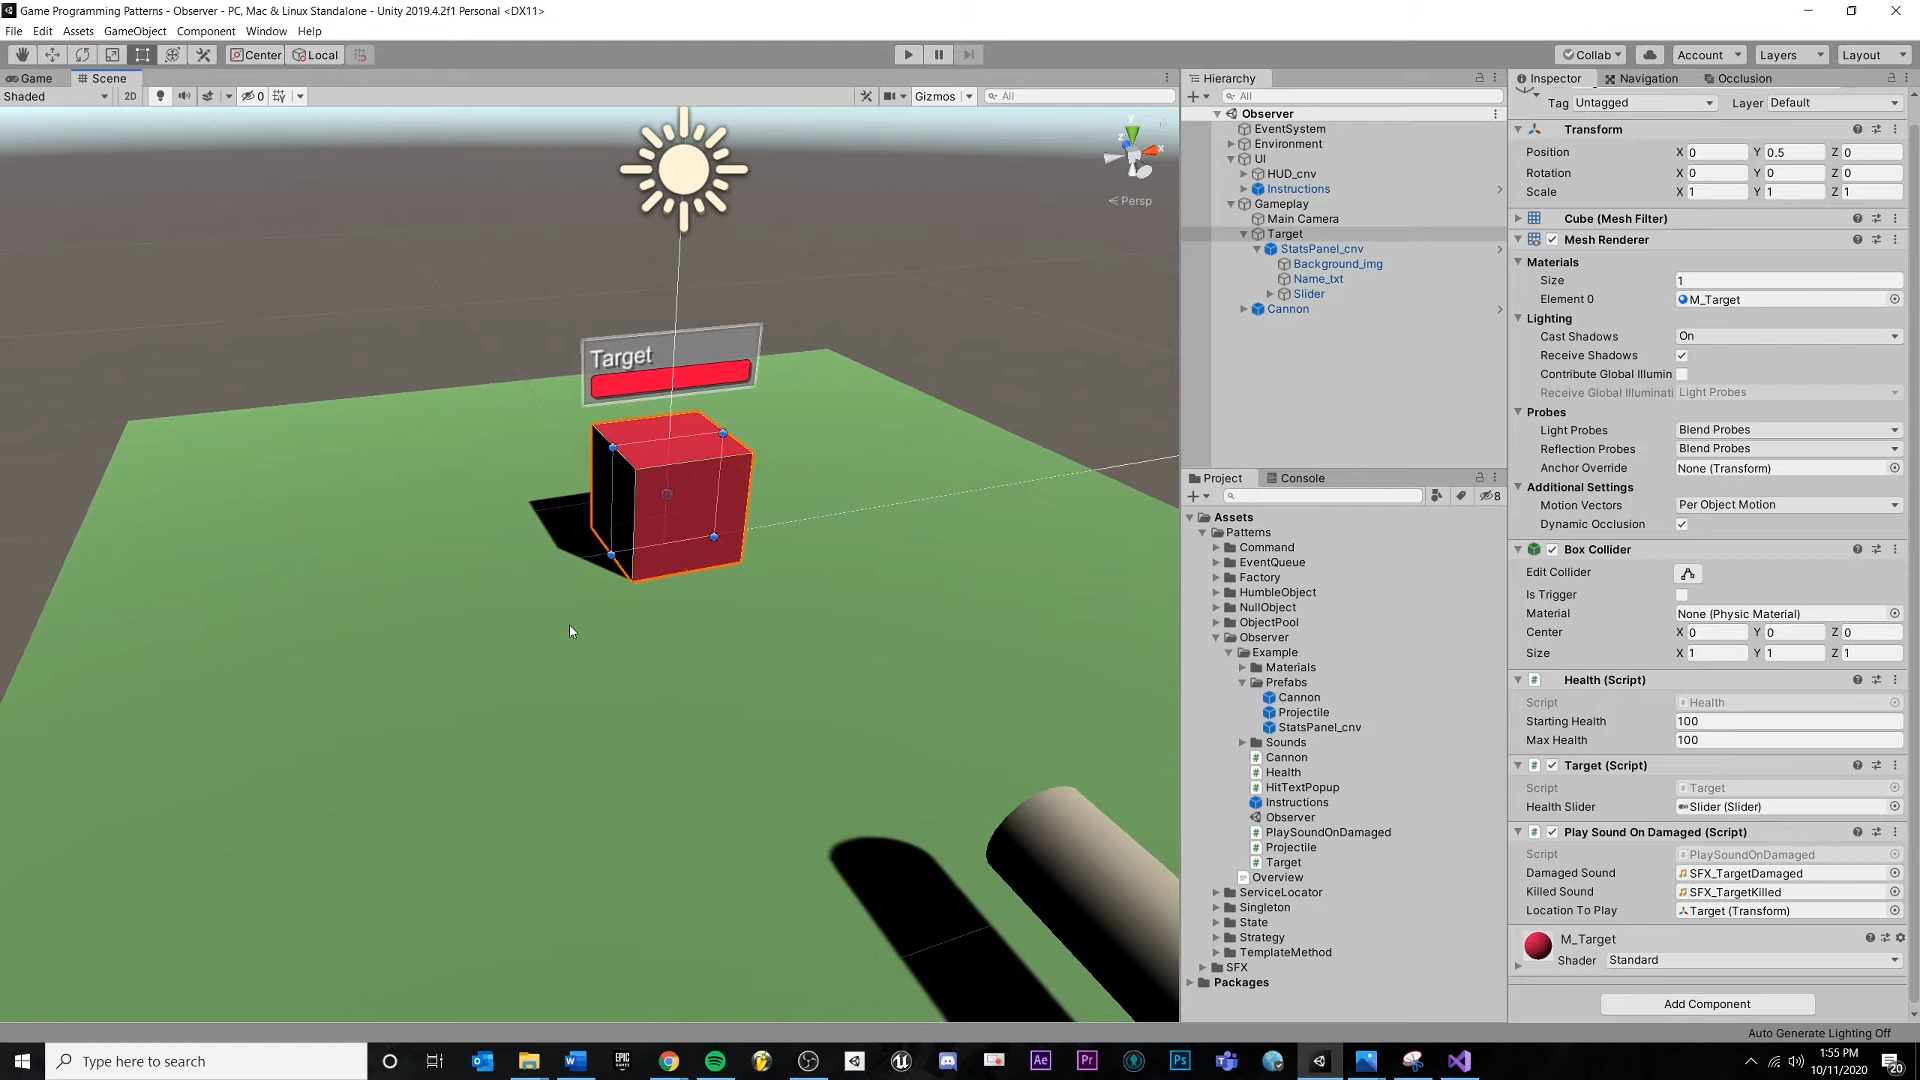 Game Programming Patterns - Observer - PC, Mac & Linux Standalone - Unity 2019.4.2f1 Personal <DX11>
File Edit Assets GameObject Component Window Help
Center Local
Collab Account Layers Layout
Game Scene
Shaded 2D 0 Gizmos All
Persp
y
x
z
Target
Hierarchy
All
Observer
EventSystem
Environment
UI
HUD_cnv
Instructions
Gameplay
Main Camera
Target
StatsPanel_cnv
Background_img
Name_txt
Slider
Cannon
Project Console
8
Assets
Patterns
Command
EventQueue
Factory
HumbleObject
NullObject
ObjectPool
Observer
Example
Materials
Prefabs
Cannon
Projectile
StatsPanel_cnv
Sounds
Cannon
Health
HitTextPopup
Instructions
Observer
PlaySoundOnDamaged
Projectile
Target
Overview
ServiceLocator
Singleton
State
Strategy
TemplateMethod
SFX
Packages
Inspector Navigation Occlusion
Tag Untagged Layer Default
Transform
Position X 0 Y 0.5 Z 0
Rotation X 0 Y 0 Z 0
Scale X 1 Y 1 Z 1
Cube (Mesh Filter)
Mesh Renderer
Materials
Size 1
Element 0 M_Target
Lighting
Cast Shadows On
Receive Shadows
Contribute Global Illumin
Receive Global Illuminati Light Probes
Probes
Light Probes Blend Probes
Reflection Probes Blend Probes
Anchor Override None (Transform)
Additional Settings
Motion Vectors Per Object Motion
Dynamic Occlusion
Box Collider
Edit Collider
Is Trigger
Material None (Physic Material)
Center X 0 Y 0 Z 0
Size X 1 Y 1 Z 1
Health (Script)
Script Health
Starting Health 100
Max Health 100
Target (Script)
Script Target
Health Slider Slider (Slider)
Play Sound On Damaged (Script)
Script PlaySoundOnDamaged
Damaged Sound SFX_TargetDamaged
Killed Sound SFX_TargetKilled
Location To Play Target (Transform)
M_Target
Shader Standard
Add Component
Auto Generate Lighting Off
Type here to search
EPIC GAMES
Ae Pr Ps
1:55 PM
10/11/2020
20